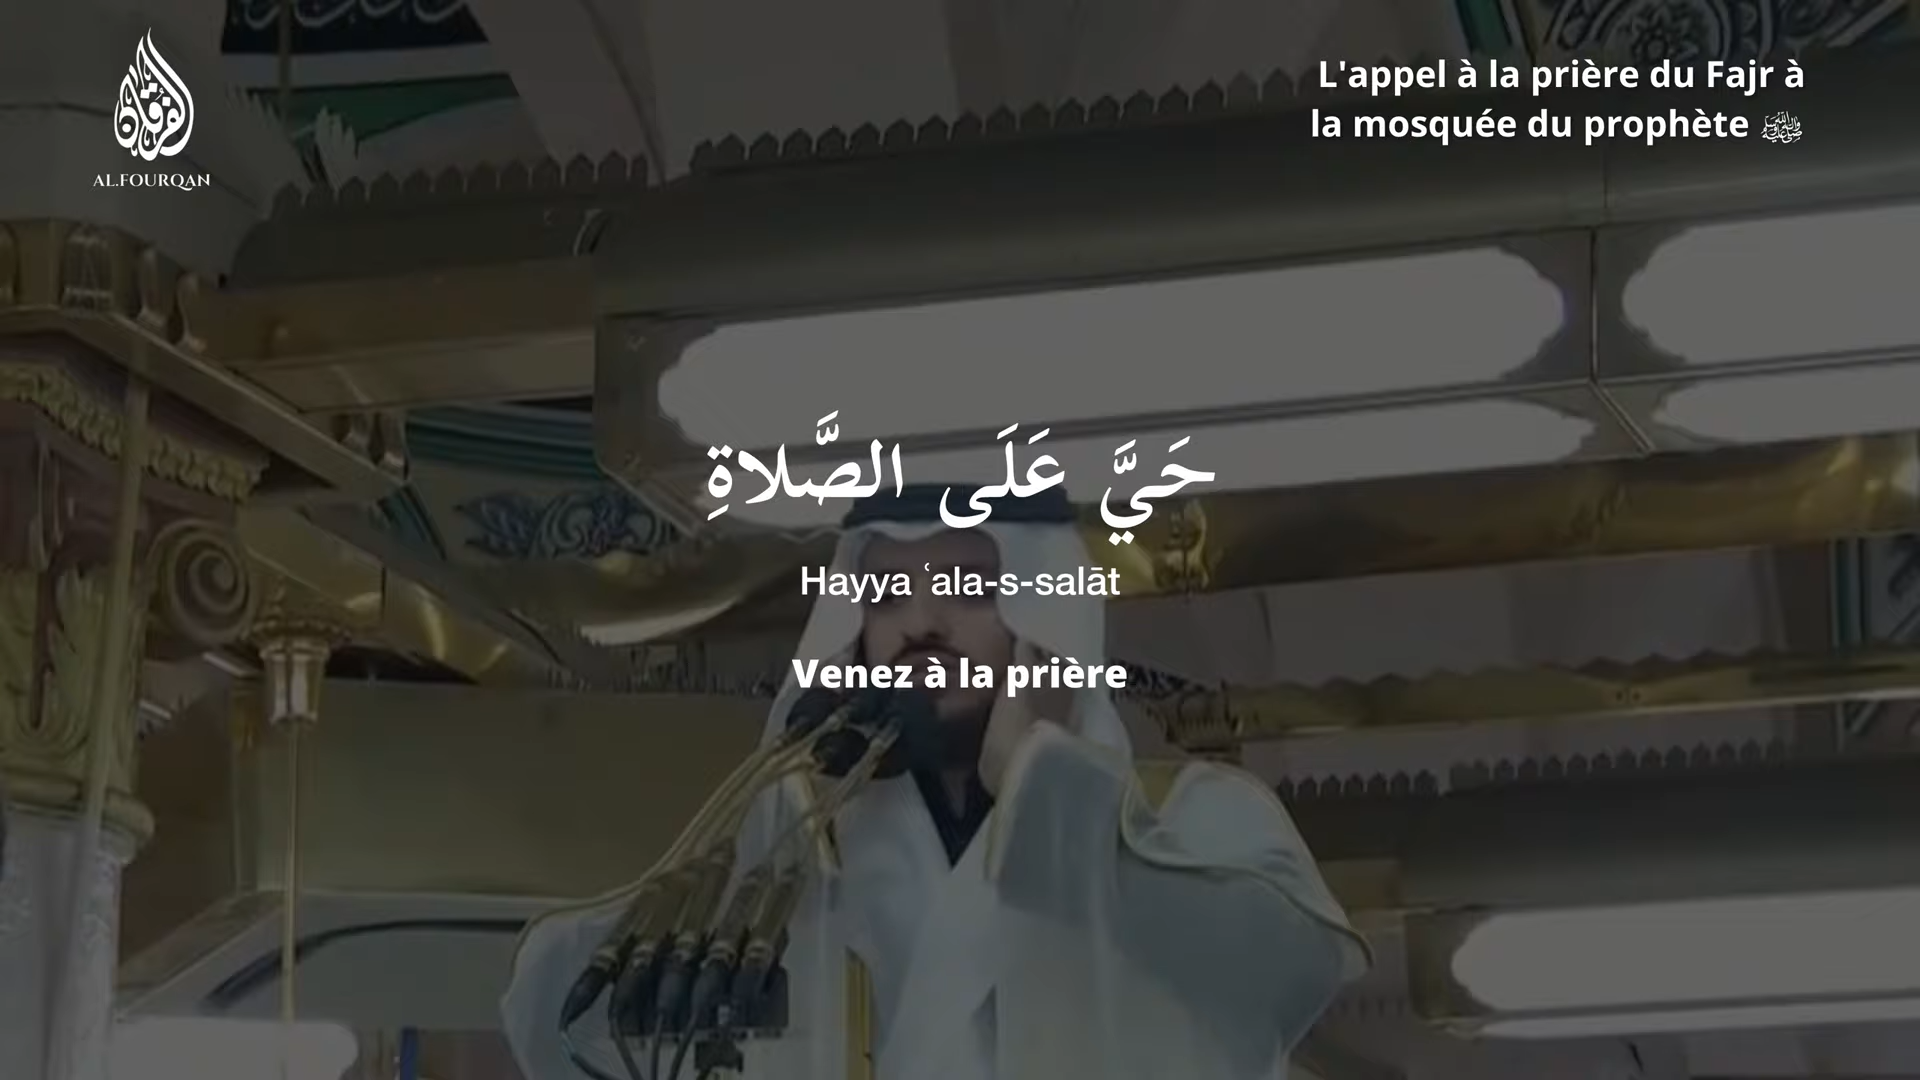 الفرقان
AL.FOURQAN
L'appel à la prière du Fajr à
la mosquée du prophète ﷺ
حَيَّ عَلَى الصَّلاةِ
Hayya ʿala-s-salāt
Venez à la prière